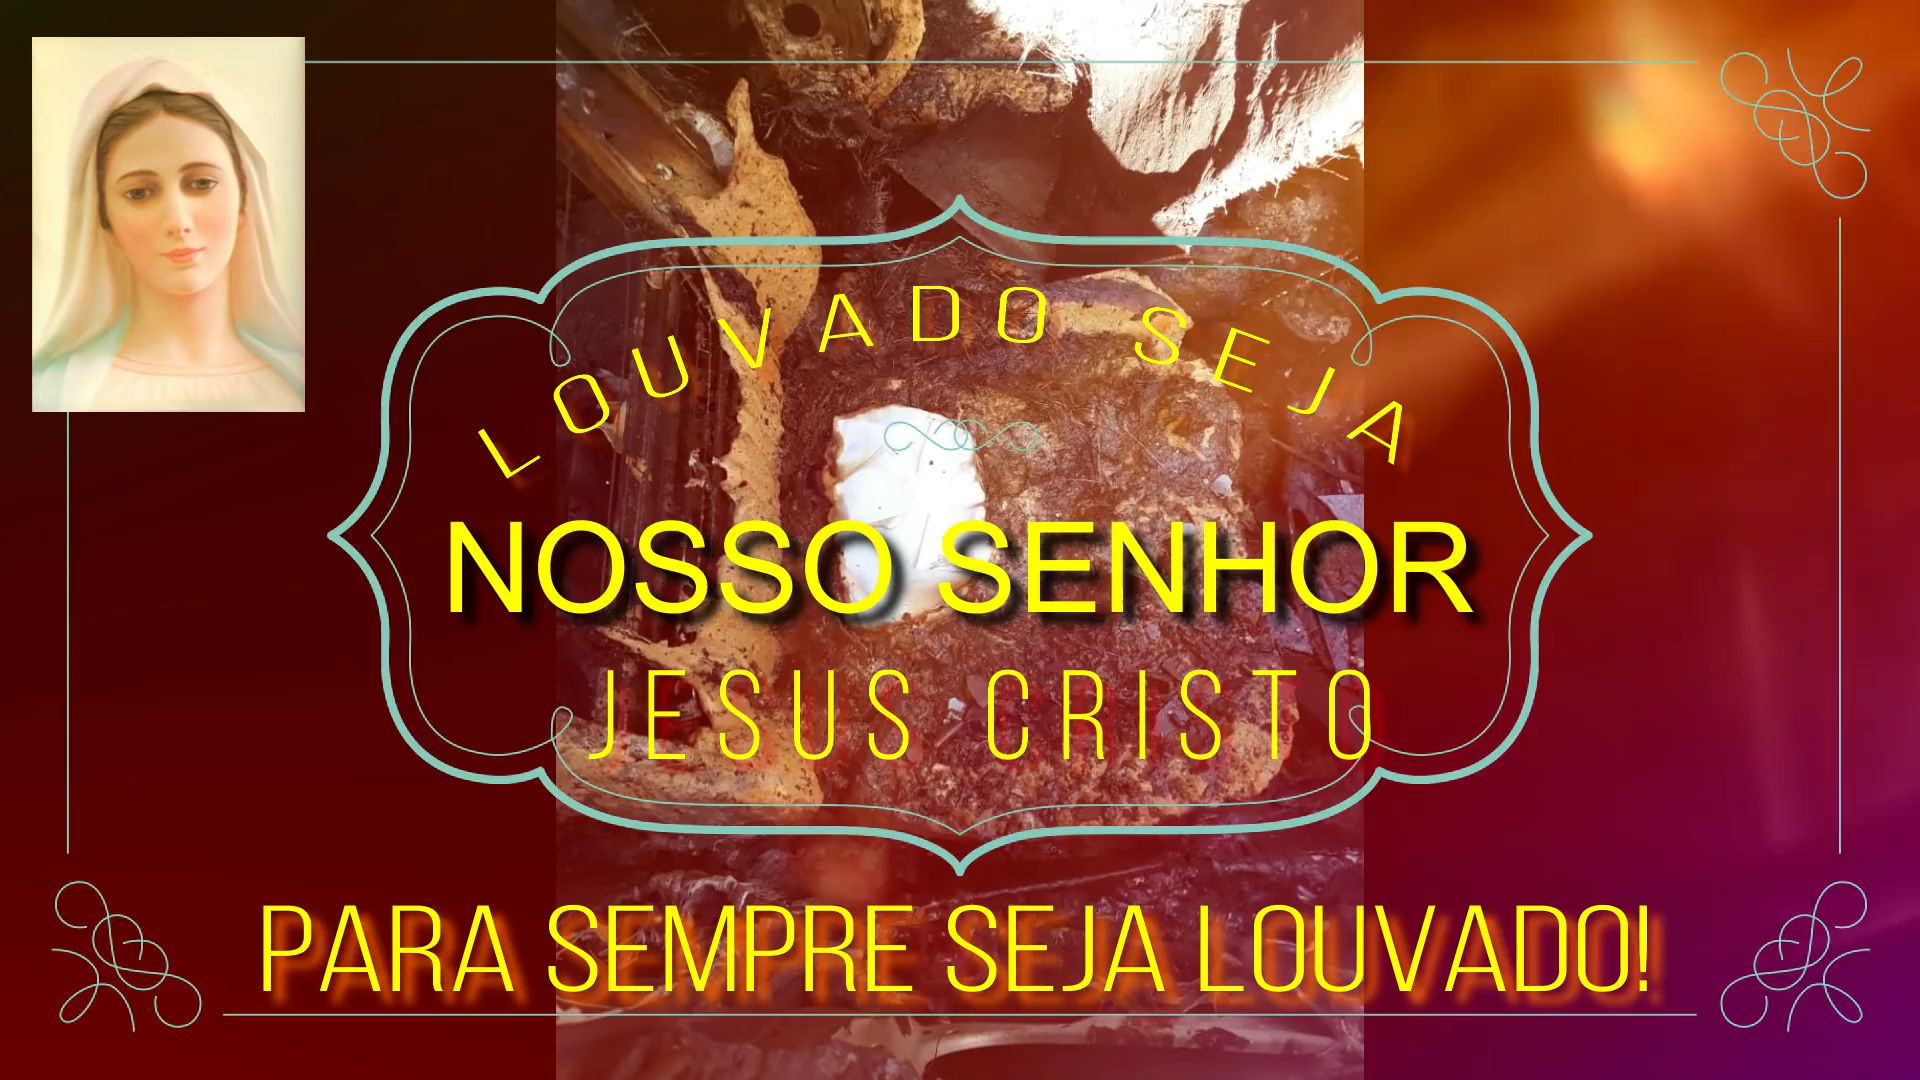 LOUVADO SEJA
NOSSO SENHOR
JESUS CRISTO
PARA SEMPRE SEJA LOUVADO!